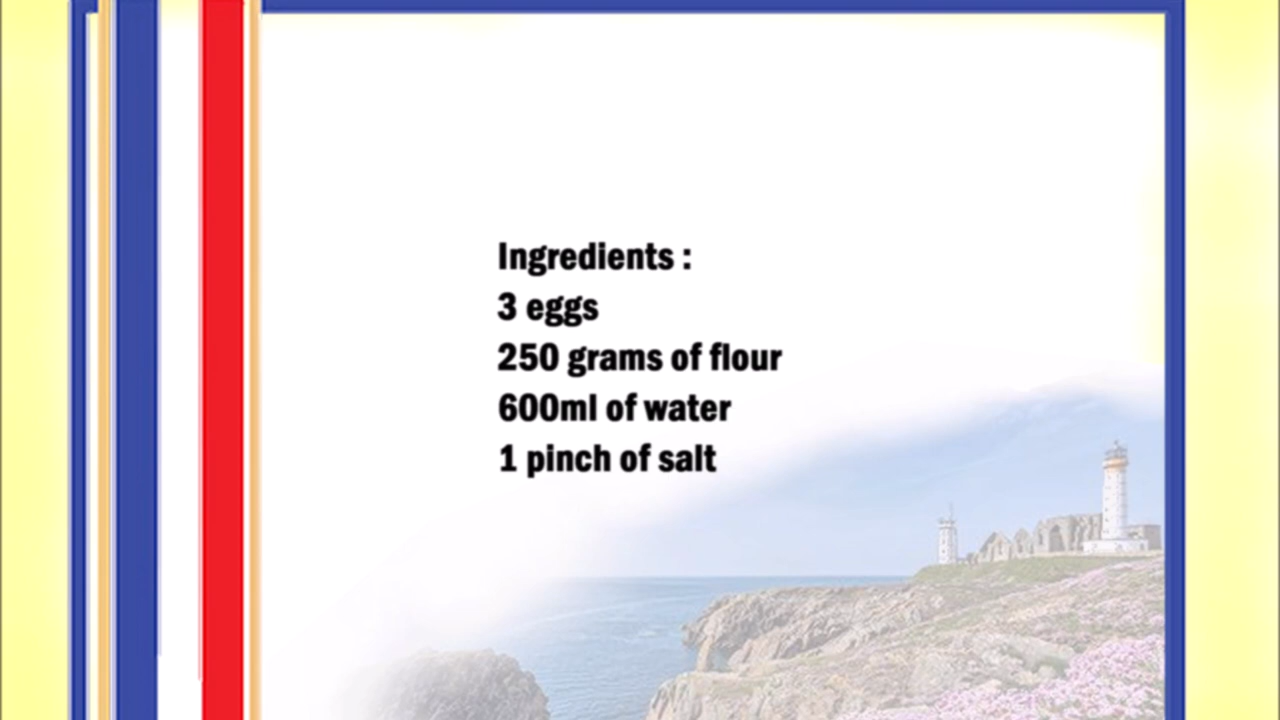 Ingredients :
3 eggs
250 grams of flour
600ml of water
1 pinch of salt